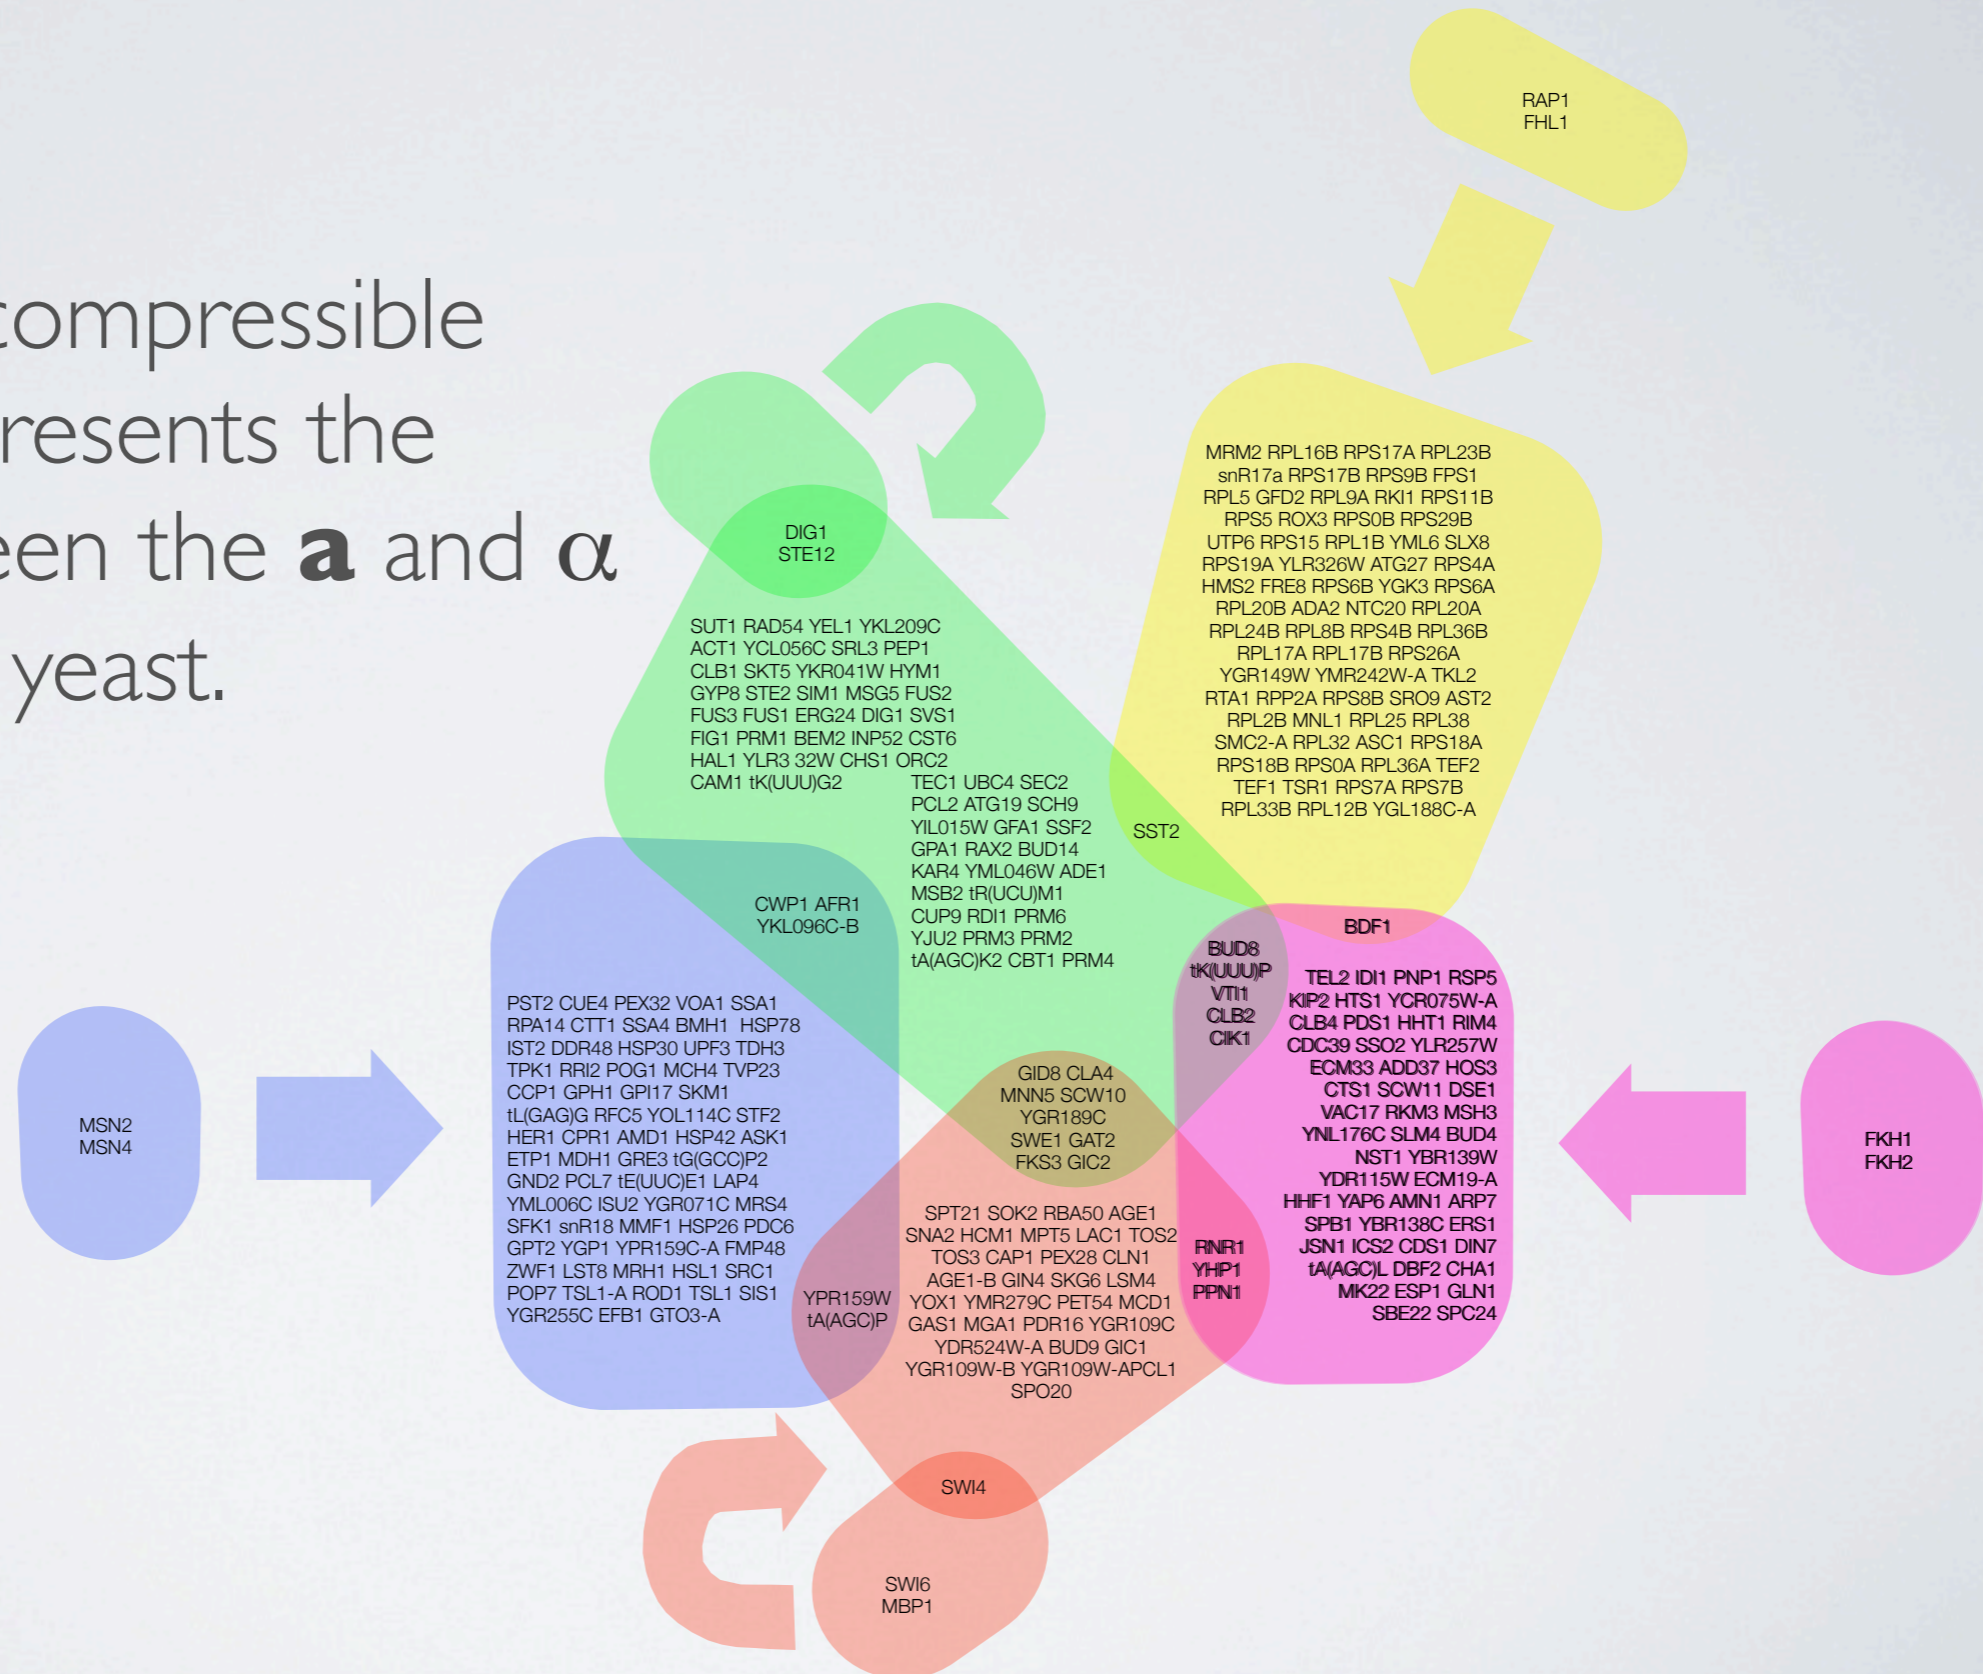 compressible
resents the
een the a and α
yeast.
RAP1
FHL1
MRM2 RPL16B RPS17A RPL23B
snR17a RPS17B RPS9B FPS1
RPL5 GFD2 RPL9A RKI1 RPS11B
RPS5 ROX3 RPS0B RPS29B
UTP6 RPS15 RPL1B YML6 SLX8
RPS19A YLR326W ATG27 RPS4A
HMS2 FRE8 RPS6B YGK3 RPS6A
RPL20B ADA2 NTC20 RPL20A
RPL24B RPL8B RPS4B RPL36B
RPL17A RPL17B RPS26A
YGR149W YMR242W-A TKL2
RTA1 RPP2A RPS8B SRO9 AST2
RPL2B MNL1 RPL25 RPL38
SMC2-A RPL32 ASC1 RPS18A
RPS18B RPS0A RPL36A TEF2
TEF1 TSR1 RPS7A RPS7B
RPL33B RPL12B YGL188C-A
DIG1
STE12
SUT1 RAD54 YEL1 YKL209C
ACT1 YCL056C SRL3 PEP1
CLB1 SKT5 YKR041W HYM1
GYP8 STE2 SIM1 MSG5 FUS2
FUS3 FUS1 ERG24 DIG1 SVS1
FIG1 PRM1 BEM2 INP52 CST6
HAL1 YLR3 32W CHS1 ORC2
CAM1 tK(UUU)G2
TEC1 UBC4 SEC2
PCL2 ATG19 SCH9
YIL015W GFA1 SSF2
GPA1 RAX2 BUD14
KAR4 YML046W ADE1
MSB2 tR(UCU)M1
CUP9 RDI1 PRM6
YJU2 PRM3 PRM2
tA(AGC)K2 CBT1 PRM4
SST2
CWP1 AFR1
YKL096C-B
BUD8
tK(UUU)P
VTI1
CLB2
CIK1
BDF1
TEL2 IDI1 PNP1 RSP5
KIP2 HTS1 YCR075W-A
CLB4 PDS1 HHT1 RIM4
CDC39 SSO2 YLR257W
ECM33 ADD37 HOS3
CTS1 SCW11 DSE1
VAC17 RKM3 MSH3
YNL176C SLM4 BUD4
NST1 YBR139W
YDR115W ECM19-A
HHF1 YAP6 AMN1 ARP7
SPB1 YBR138C ERS1
JSN1 ICS2 CDS1 DIN7
tA(AGC)L DBF2 CHA1
MK22 ESP1 GLN1
SBE22 SPC24
MSN2
MSN4
PST2 CUE4 PEX32 VOA1 SSA1
RPA14 CTT1 SSA4 BMH1 HSP78
IST2 DDR48 HSP30 UPF3 TDH3
TPK1 RRI2 POG1 MCH4 TVP23
CCP1 GPH1 GPI17 SKM1
tL(GAG)G RFC5 YOL114C STF2
HER1 CPR1 AMD1 HSP42 ASK1
ETP1 MDH1 GRE3 tG(GCC)P2
GND2 PCL7 tE(UUC)E1 LAP4
YML006C ISU2 YGR071C MRS4
SFK1 snR18 MMF1 HSP26 PDC6
GPT2 YGP1 YPR159C-A FMP48
ZWF1 LST8 MRH1 HSL1 SRC1
POP7 TSL1-A ROD1 TSL1 SIS1
YGR255C EFB1 GTO3-A
FKH1
FKH2
GID8 CLA4
MNN5 SCW10
YGR189C
SWE1 GAT2
FKS3 GIC2
SPT21 SOK2 RBA50 AGE1
SNA2 HCM1 MPT5 LAC1 TOS2
TOS3 CAP1 PEX28 CLN1
AGE1-B GIN4 SKG6 LSM4
YOX1 YMR279C PET54 MCD1
GAS1 MGA1 PDR16 YGR109C
YDR524W-A BUD9 GIC1
YGR109W-B YGR109W-APCL1
SPO20
RNR1
YHP1
PPN1
YPR159W
tA(AGC)P
SWI4
SWI6
MBP1